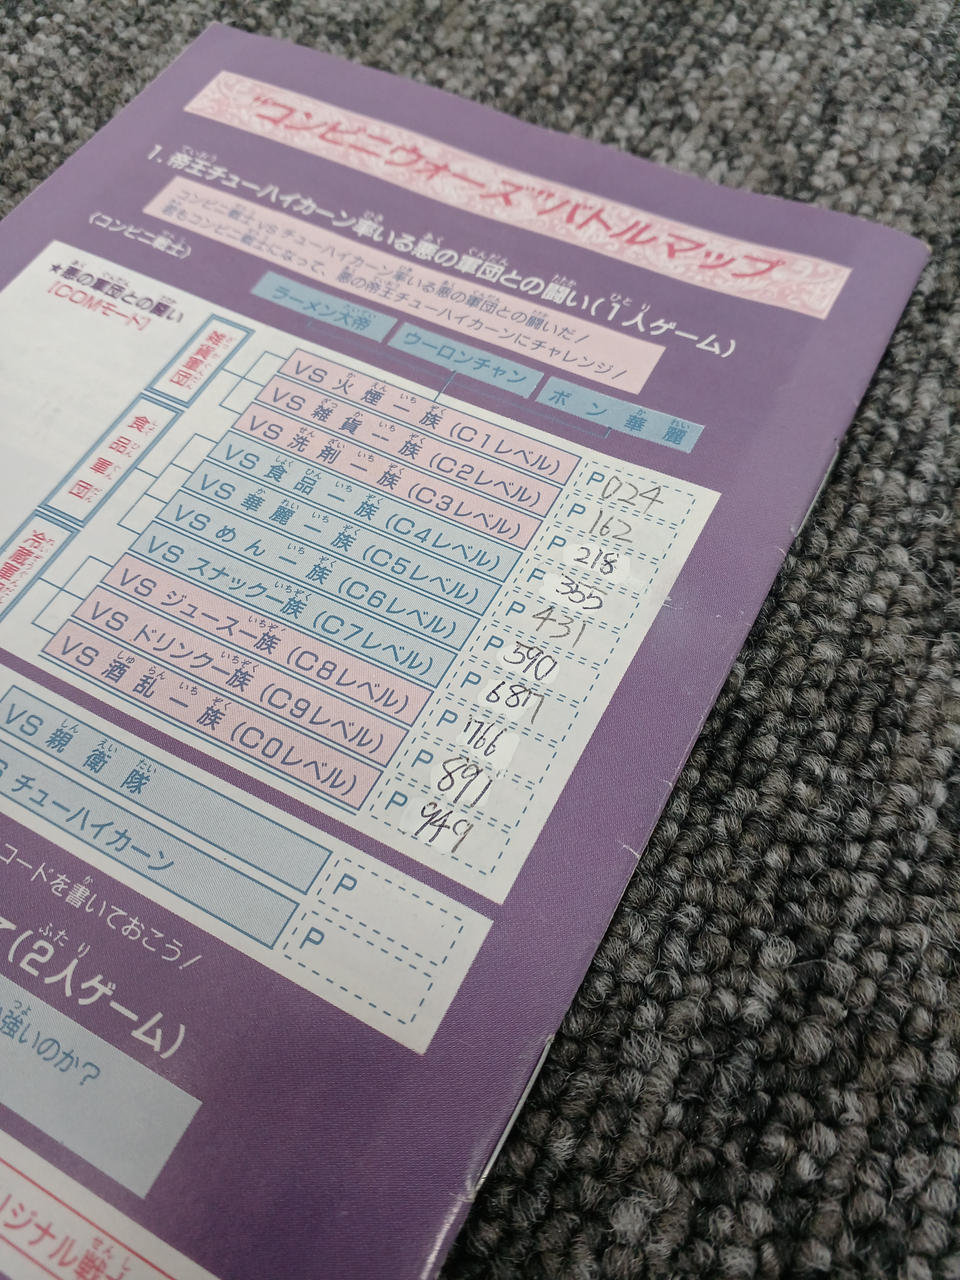 "コンビニウォーズ"バトルマップ
1. 帝王チューハイカーン率いる悪の軍団との闘い(1人ゲーム)
コンビニ戦士 VS チューハイカーン率いる悪の軍団との闘いだ!
君もコンビニ戦士になって、悪の帝王チューハイカーンにチャレンジ!
(コンビニ戦士)
ラーメン大帝
ウーロンチャン
ボン華麗
★悪の軍団との闘い
[COMモード]
雑貨軍団
VS 火煙一族 (C1レベル) P024
VS 雑貨一族 (C2レベル) P162
VS 洗剤一族 (C3レベル) P218
食品軍団
VS 食品一族 (C4レベル) P355
VS 華麗一族 (C5レベル) P431
VS めん一族 (C6レベル) P590
VS スナック一族 (C7レベル) P687
冷蔵軍
VS ジュース一族 (C8レベル) P766
VS ドリンク一族 (C9レベル) P891
VS 酒乱一族 (C0レベル) P949
VS 親衛隊 P
チューハイカーン P
コードを書いておこう!
て(2人ゲーム)
強いのか?
ジナル戦士